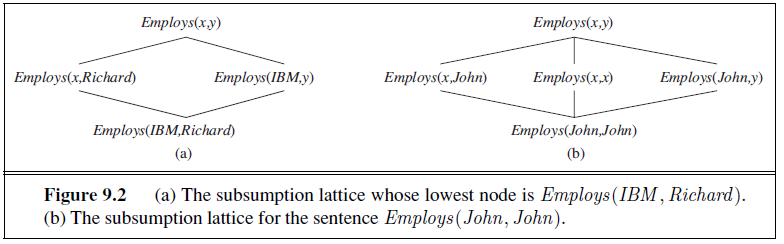 Employs(x,y) Employs(x,y)
Employs(x,Richard) Employs(IBM,y) Employs(x,John) Employs(x,x) Employs(John,y)
Employs(IBM,Richard) Employs(John,John)
(a) (b)
Figure 9.2 (a) The subsumption lattice whose lowest node is Employs(IBM, Richard).
(b) The subsumption lattice for the sentence Employs(John, John).